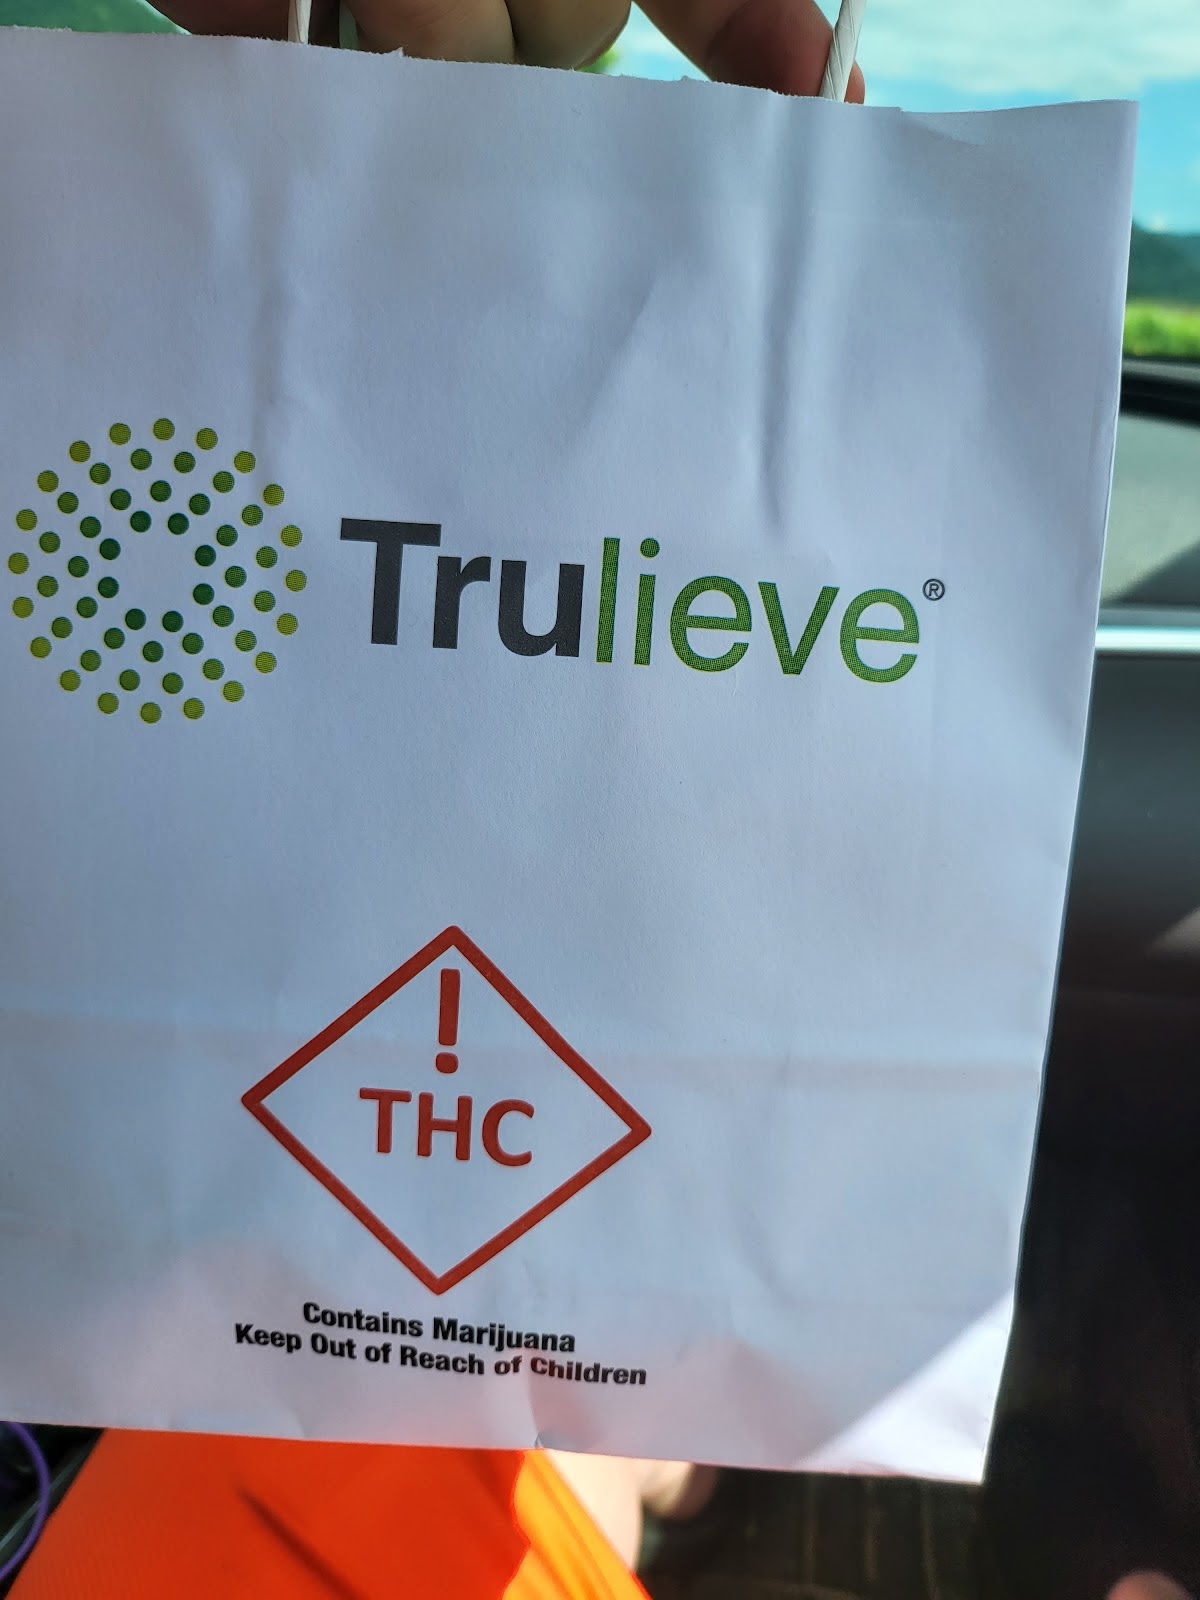 Trulieve®
!
THC
Contains Marijuana
Keep Out of Reach of Children